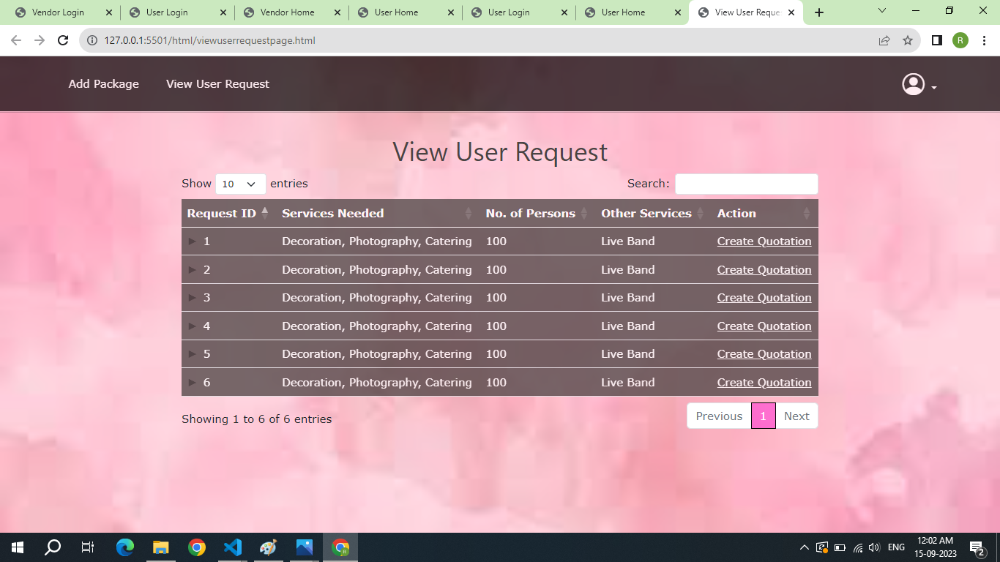 Vendor Login
User Login
Vendor Home
User Home
User Login
User Home
View User Reque
127.0.0.1:5501/html/viewuserrequestpage.html
R
Add Package View User Request
View User Request
Show 10 entries Search:
Request ID Services Needed No. of Persons Other Services Action
1 Decoration, Photography, Catering 100 Live Band Create Quotation
2 Decoration, Photography, Catering 100 Live Band Create Quotation
3 Decoration, Photography, Catering 100 Live Band Create Quotation
4 Decoration, Photography, Catering 100 Live Band Create Quotation
5 Decoration, Photography, Catering 100 Live Band Create Quotation
6 Decoration, Photography, Catering 100 Live Band Create Quotation
Showing 1 to 6 of 6 entries Previous 1 Next
ENG
12:02 AM
15-09-2023
2